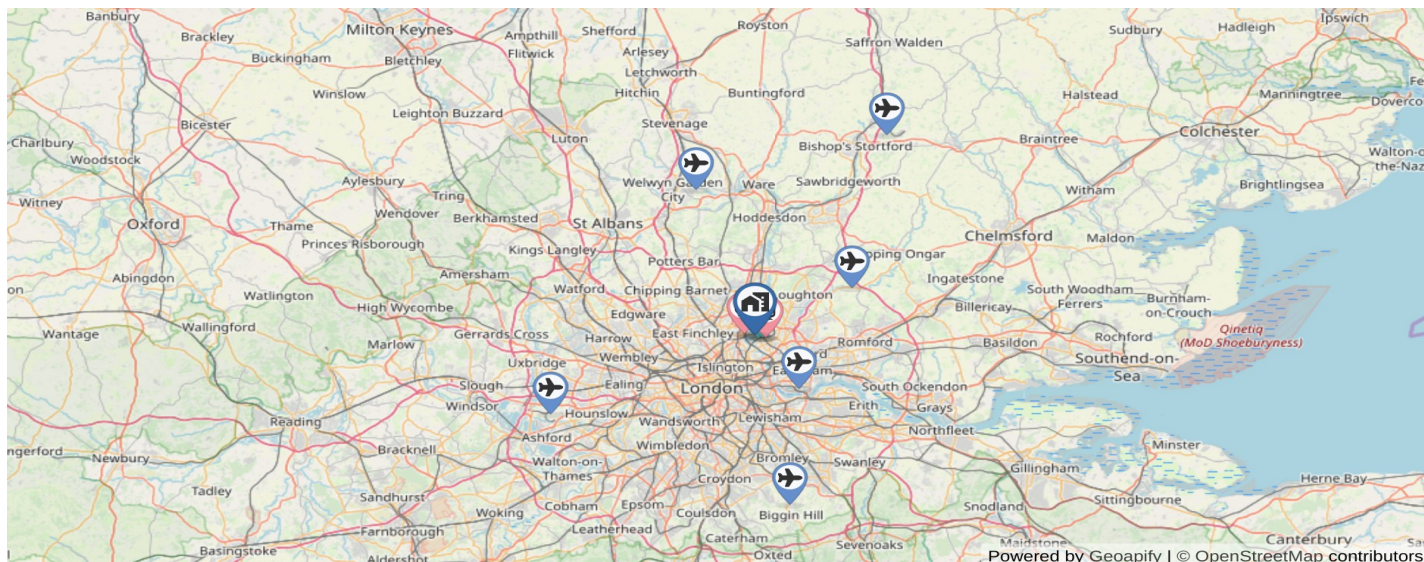 Banbury
Brackley
Milton Keynes
Ampthill
Shefford
Royston
Ipswich
Buckingham
Bletchley
Flitwick
Arlesey
Saffron Walden
Sudbury
Hadleigh
Winslow
Leighton Buzzard
Letchworth
Hitchin
Buntingford
Halstead
Manningtree
Bicester
Luton
Stevenage
Bishop's Stortford
Braintree
Colchester
Charlbury
Woodstock
Aylesbury
Tring
Welwyn Garden
City
Ware
Sawbridgeworth
Witham
Brightlingsea
Walton-o
the-Naz
Witney
Oxford
Thame
Wendover
Berkhamsted
St Albans
Hoddesdon
Chelmsford
Maldon
Princes Risborough
Kings Langley
Potters Bar
pping Ongar
Abingdon
Watlington
Amersham
Watford
Chipping Barnet
oughton
Ingatestone
South Woodham
Ferrers
Burnham-
on-Crouch
Wantage
Wallingford
High Wycombe
Gerrards Cross
Edgware
East Finchley
Billericay
Rochford
Qinetiq
(MoD Shoeburyness)
Marlow
Harrow
Romford
Basildon
Southend-on-
Sea
Uxbridge
Wembley
Islington
Slough
Ealing
London
South Ockendon
Windsor
Hounslow
Lewisham
Erith
Grays
Reading
Ashford
Wandsworth
Northfleet
Minster
ngerford
Newbury
Bracknell
Walton-on-
Thames
Wimbledon
Bromley
Swanley
Gillingham
Herne Bay
Tadley
Sandhurst
Cobham
Epsom
Croydon
Sittingbourne
Woking
Coulsdon
Biggin Hill
Snodland
Basingstoke
Farnborough
Aldershot
Leatherhead
Caterham
Oxted
Sevenoaks
Maidstone
Canterbury
Powered by Geoapify | © OpenStreetMap contributors